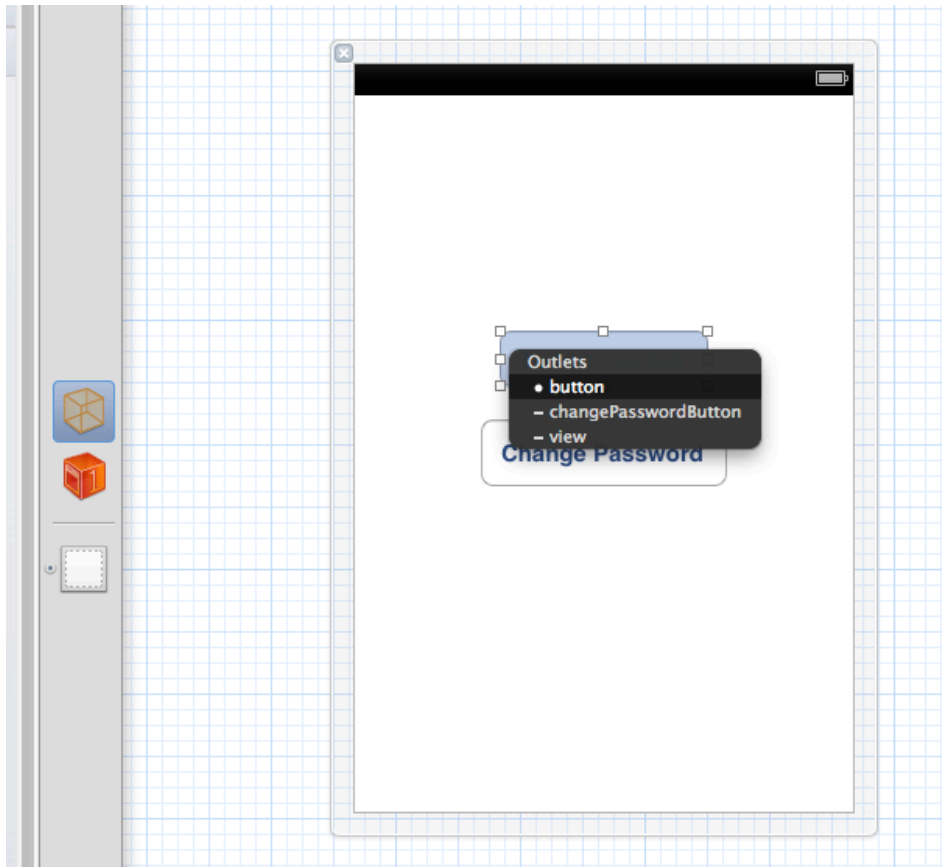 Outlets
• button
– changePasswordButton
– view
Change Password